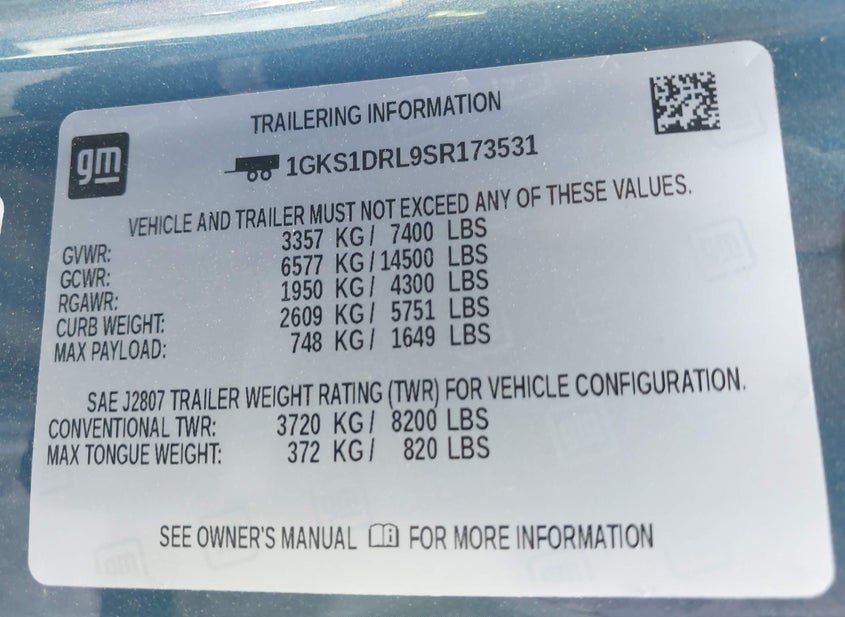 TRAILERING INFORMATION
gm
1GKS1DRL9SR173531
VEHICLE AND TRAILER MUST NOT EXCEED ANY OF THESE VALUES.
GVWR: 3357 KG/ 7400 LBS
GCWR: 6577 KG/14500 LBS
RGAWR: 1950 KG/ 4300 LBS
CURB WEIGHT: 2609 KG/ 5751 LBS
MAX PAYLOAD: 748 KG/ 1649 LBS
SAE J2807 TRAILER WEIGHT RATING (TWR) FOR VEHICLE CONFIGURATION.
CONVENTIONAL TWR: 3720 KG/ 8200 LBS
MAX TONGUE WEIGHT: 372 KG/ 820 LBS
SEE OWNER'S MANUAL FOR MORE INFORMATION